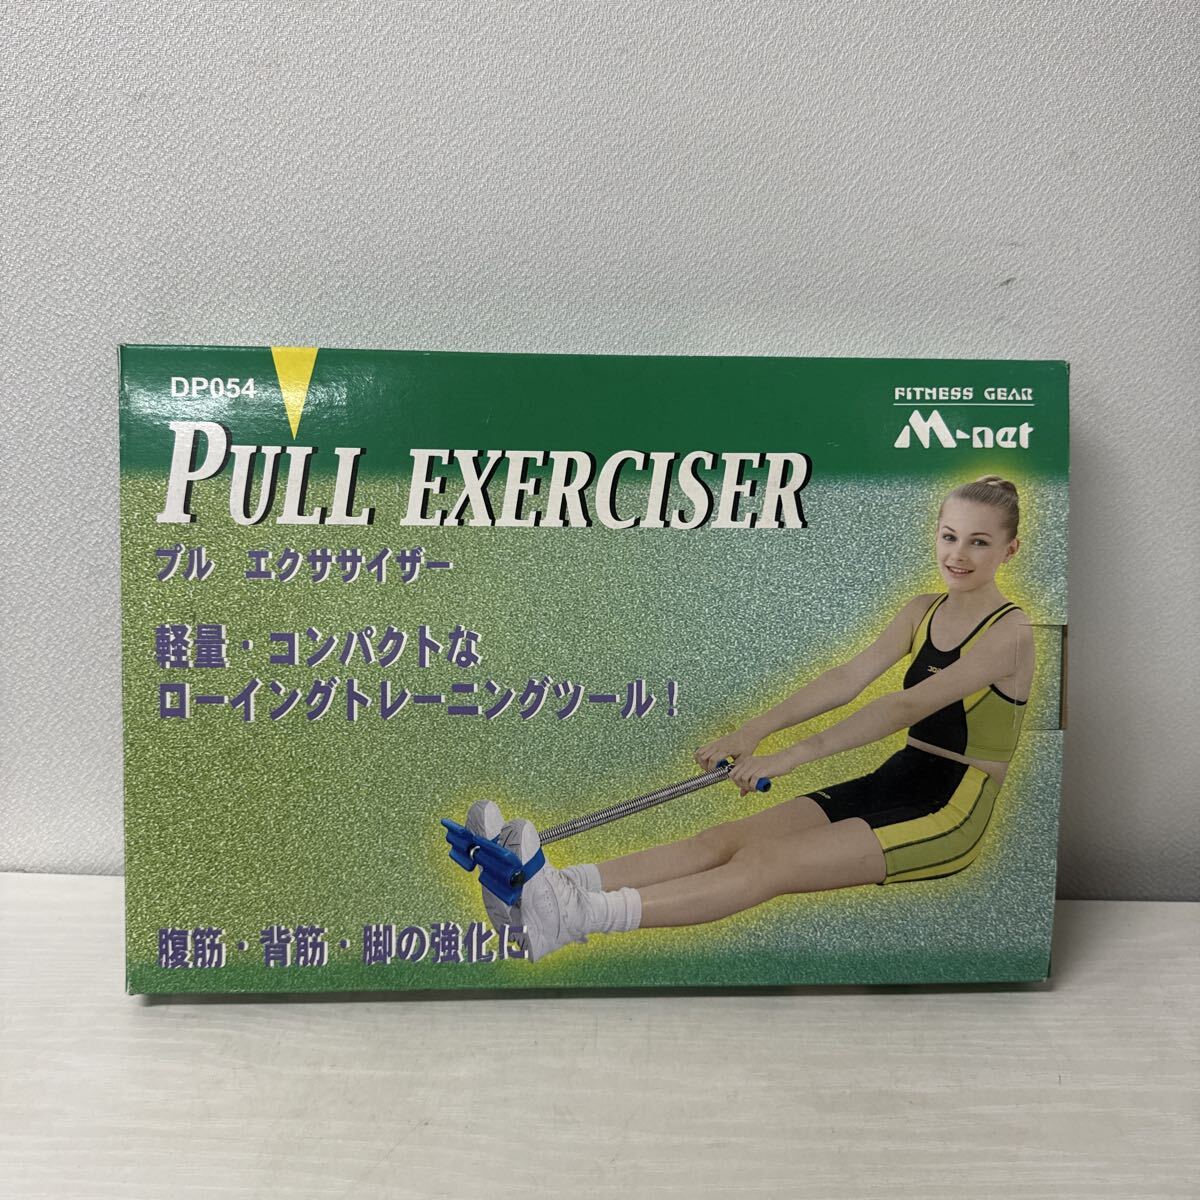 DP054
FITNESS GEAR
M-net
PULL EXERCISER
プル エクササイザー
軽量・コンパクトな
ローイングトレーニングツール！
腹筋・背筋・脚の強化に